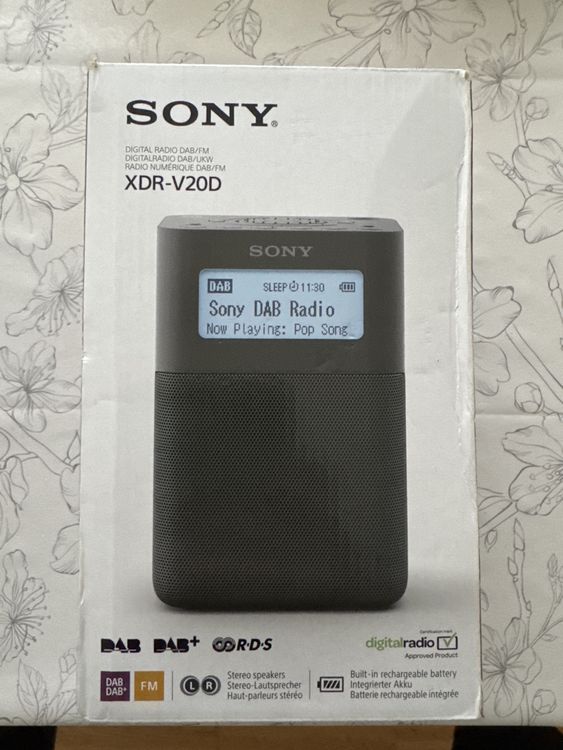 SONY®
DIGITAL RADIO DAB/FM
DIGITALRADIO DAB/UKW
RADIO NUMÉRIQUE DAB/FM
XDR-V20D
SONY
DAB SLEEP 11:30
Sony DAB Radio
Now Playing: Pop Song
DAB DAB+ R·D·S
Certification mark
digitalradio
Approved Product
DAB
DAB+
FM
L R
Stereo speakers
Stereo-Lautsprecher
Haut-parleurs stéréo
Built-in rechargeable battery
Integrierter Akku
Batterie rechargeable intégrée